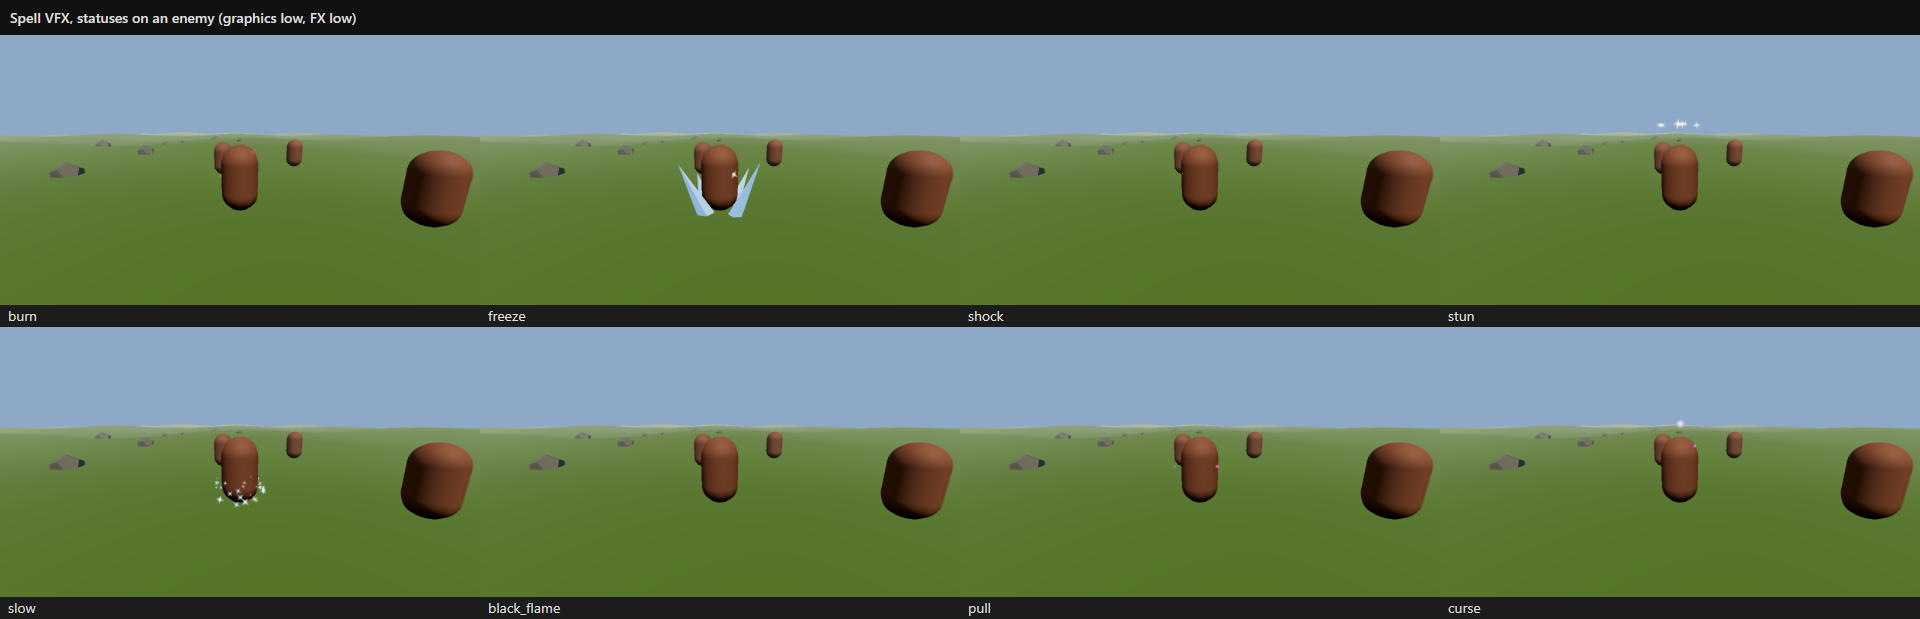 Spell VFX, statuses on an enemy (graphics low, FX low)
burn
freeze
shock
stun
slow
black_flame
pull
curse